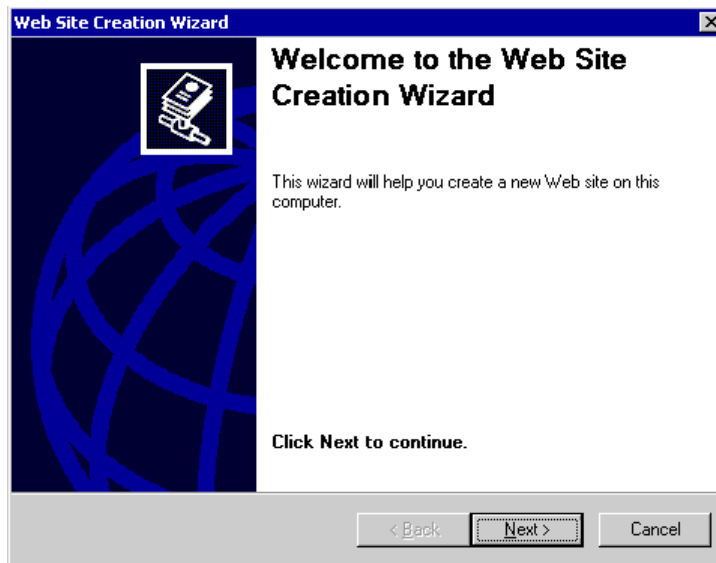 Web Site Creation Wizard
Welcome to the Web Site
Creation Wizard
This wizard will help you create a new Web site on this
computer.
Click Next to continue.
< Back
Next >
Cancel